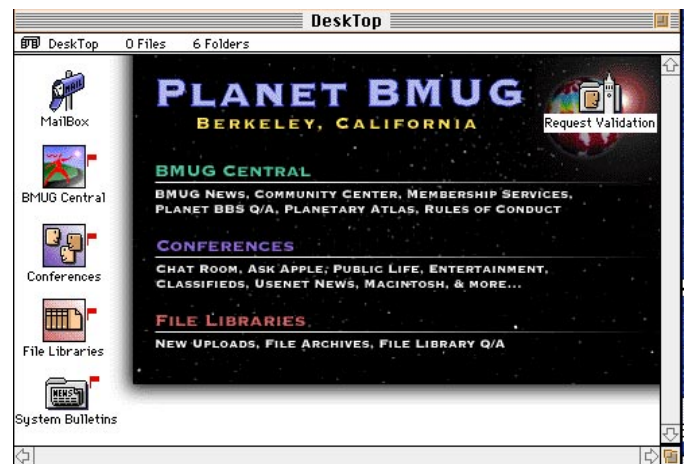 DeskTop
DeskTop 0 Files 6 Folders
MailBox
BMUG Central
Conferences
File Libraries
NEWS
System Bulletins
PLANET BMUG
BERKELEY, CALIFORNIA
Request Validation
BMUG CENTRAL
BMUG NEWS, COMMUNITY CENTER, MEMBERSHIP SERVICES,
PLANET BBS Q/A, PLANETARY ATLAS, RULES OF CONDUCT
CONFERENCES
CHAT ROOM, ASK APPLE, PUBLIC LIFE, ENTERTAINMENT,
CLASSIFIEDS, USENET NEWS, MACINTOSH, & MORE...
FILE LIBRARIES
NEW UPLOADS, FILE ARCHIVES, FILE LIBRARY Q/A